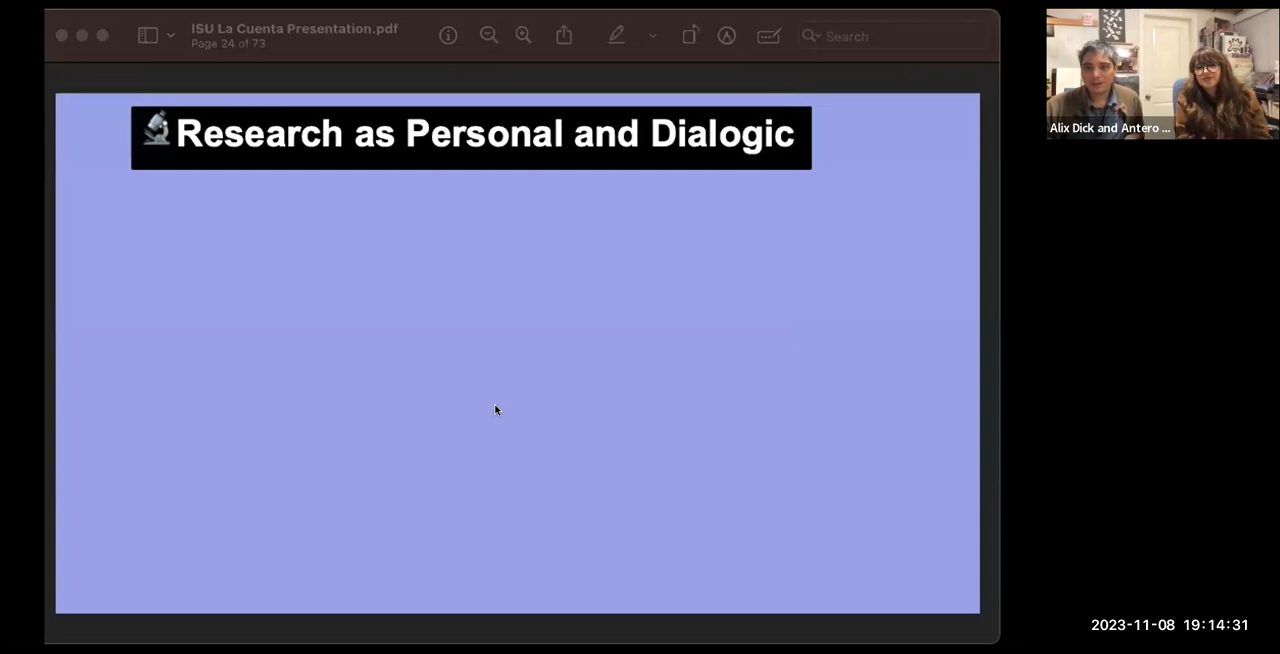 ISU La Cuenta Presentation.pdf
Page 24 of 73
Search
Research as Personal and Dialogic
Alix Dick and Antero ...
2023-11-08 19:14:31